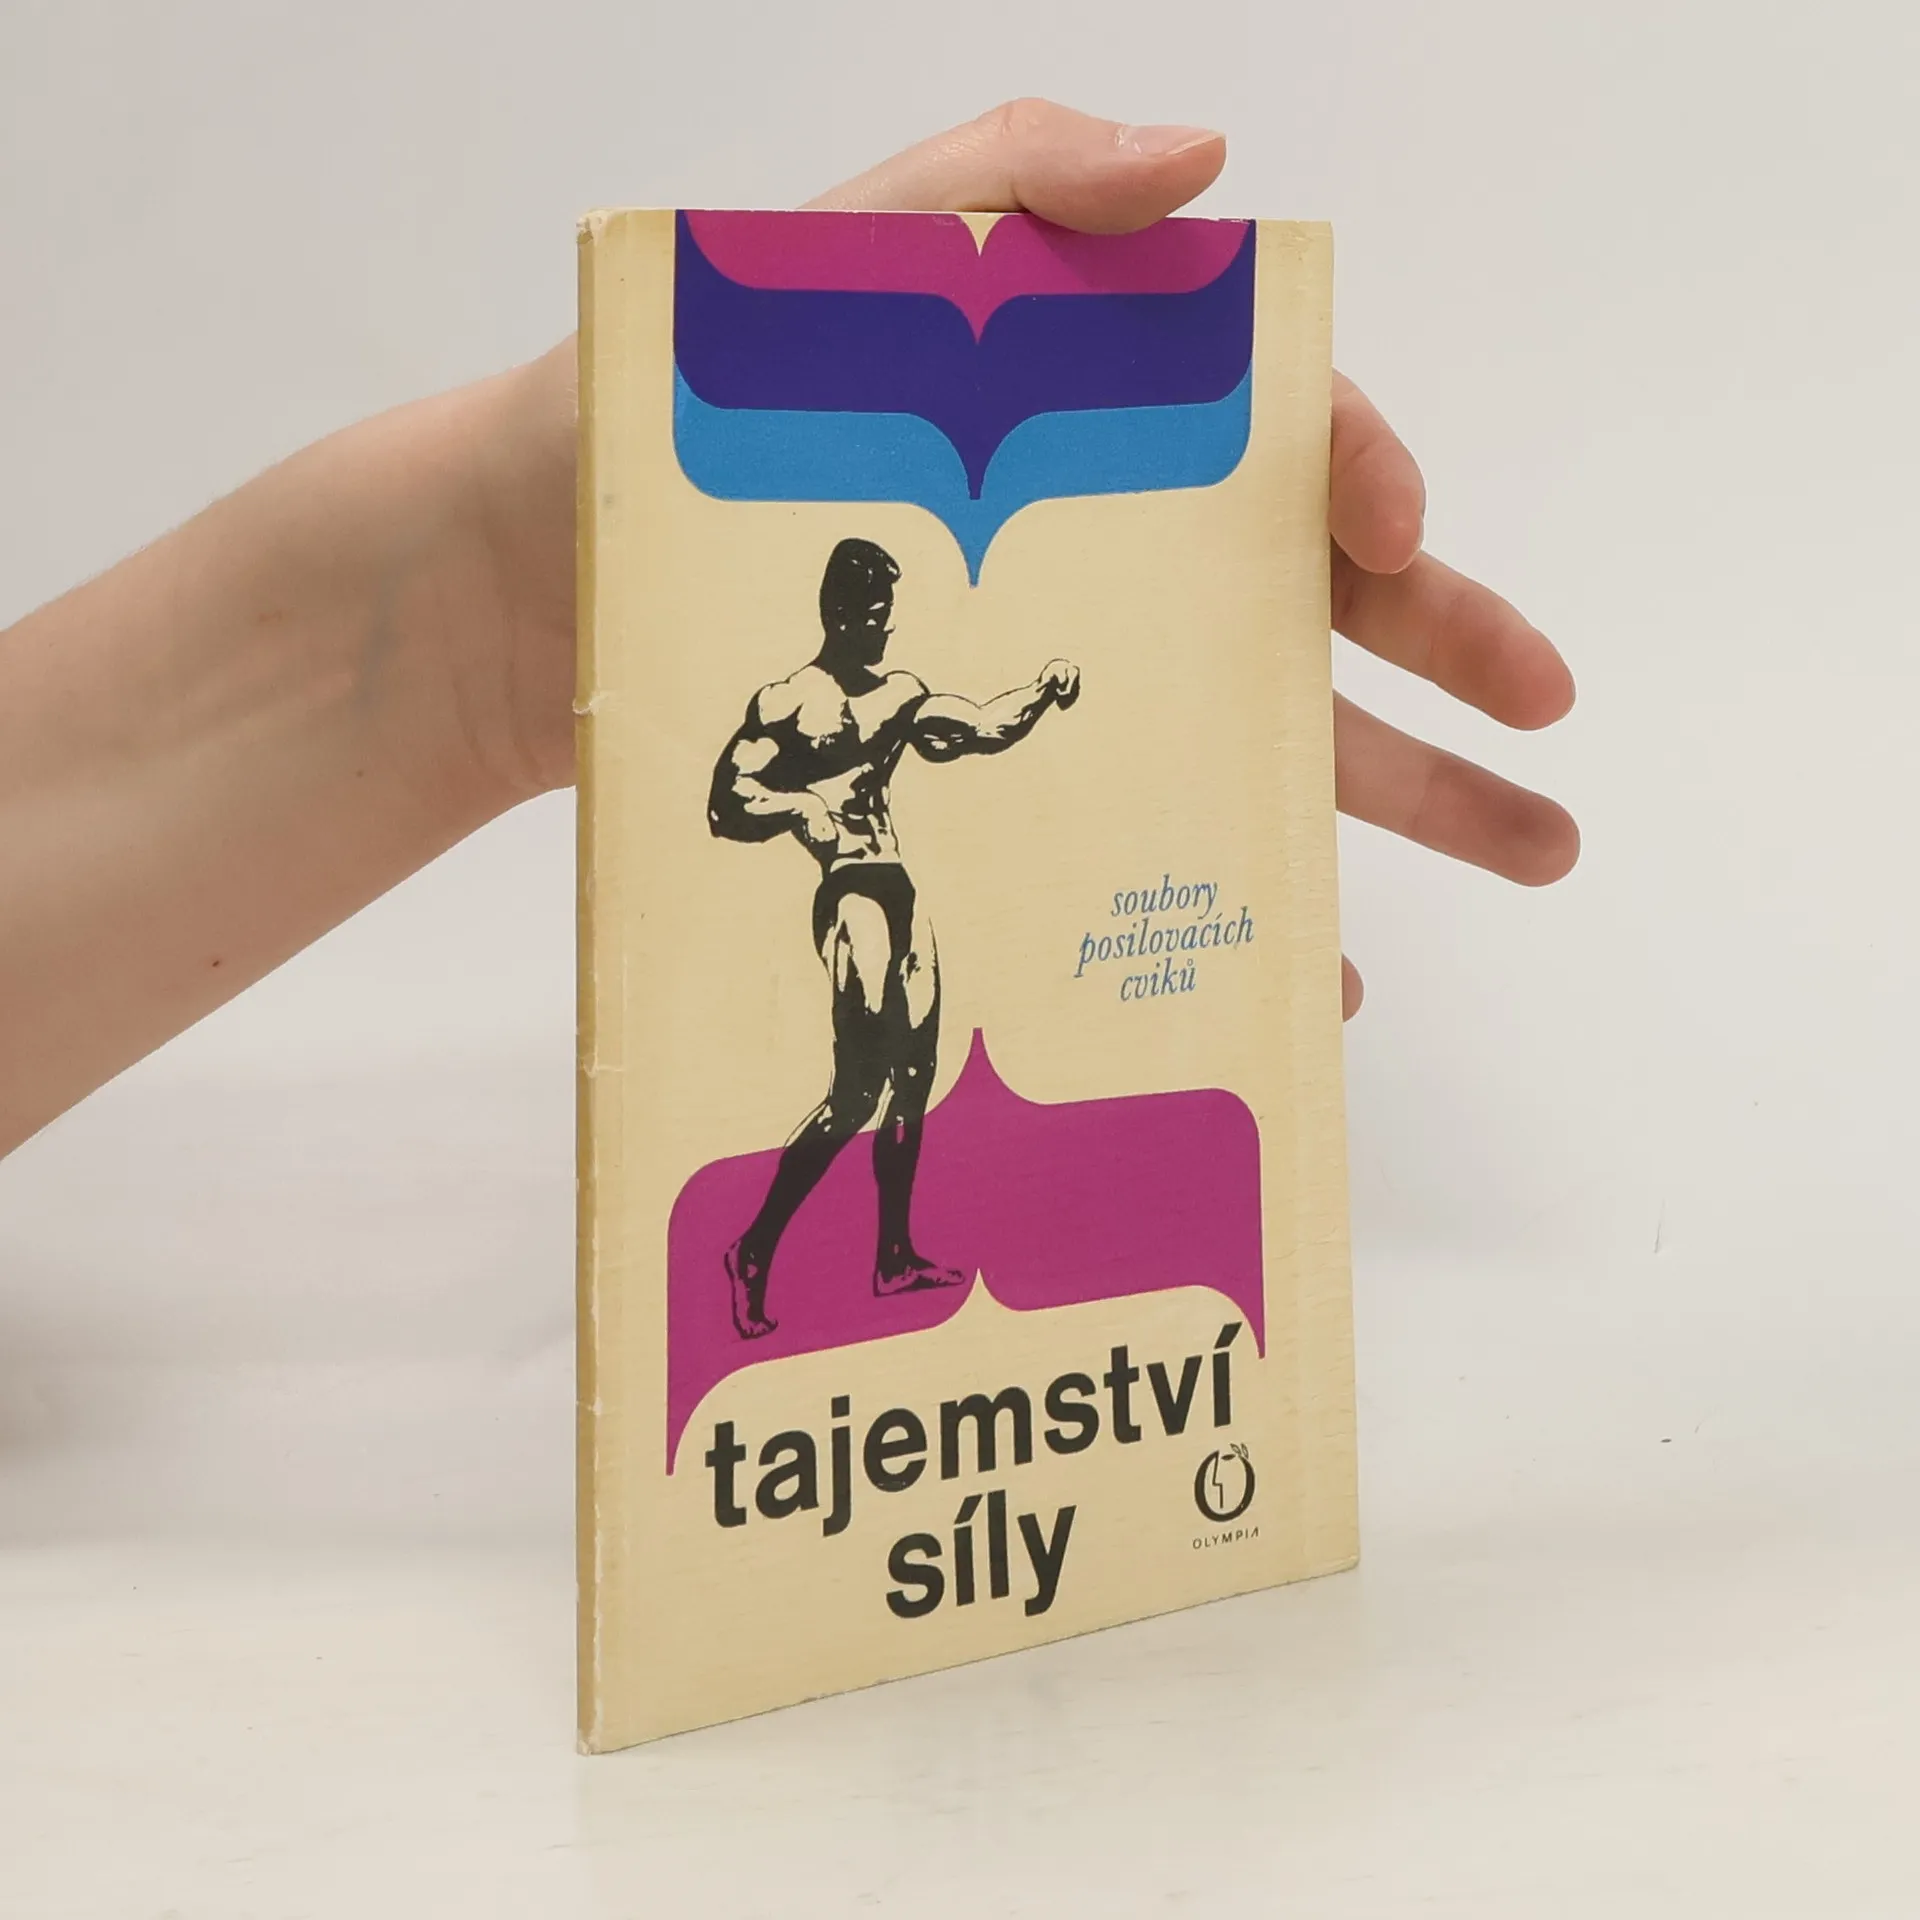 soubory
posilovacích
cviků
tajemství
síly
OLYMPIA